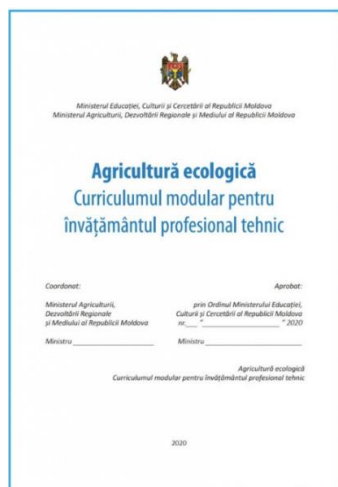 Ministerul Educației, Culturii și Cercetării al Republicii Moldova
Ministerul Agriculturii, Dezvoltării Regionale și Mediului al Republicii Moldova
Agricultură ecologică
Curriculumul modular pentru
învățământul profesional tehnic
Coordonat:
Ministerul Agriculturii,
Dezvoltării Regionale
și Mediului al Republicii Moldova
Ministru ____________________
Aprobat:
prin Ordinul Ministerului Educației,
Culturii și Cercetării al Republicii Moldova
nr.___ "____________________" 2020
Ministru ____________________
Agricultură ecologică
Curriculumul modular pentru învățământul profesional tehnic
2020